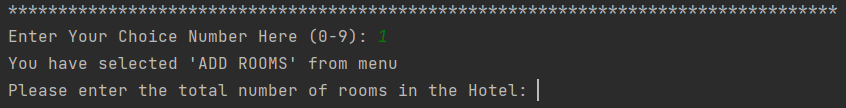 ***********************************************************************************
Enter Your Choice Number Here (0-9): 1
You have selected 'ADD ROOMS' from menu
Please enter the total number of rooms in the Hotel: